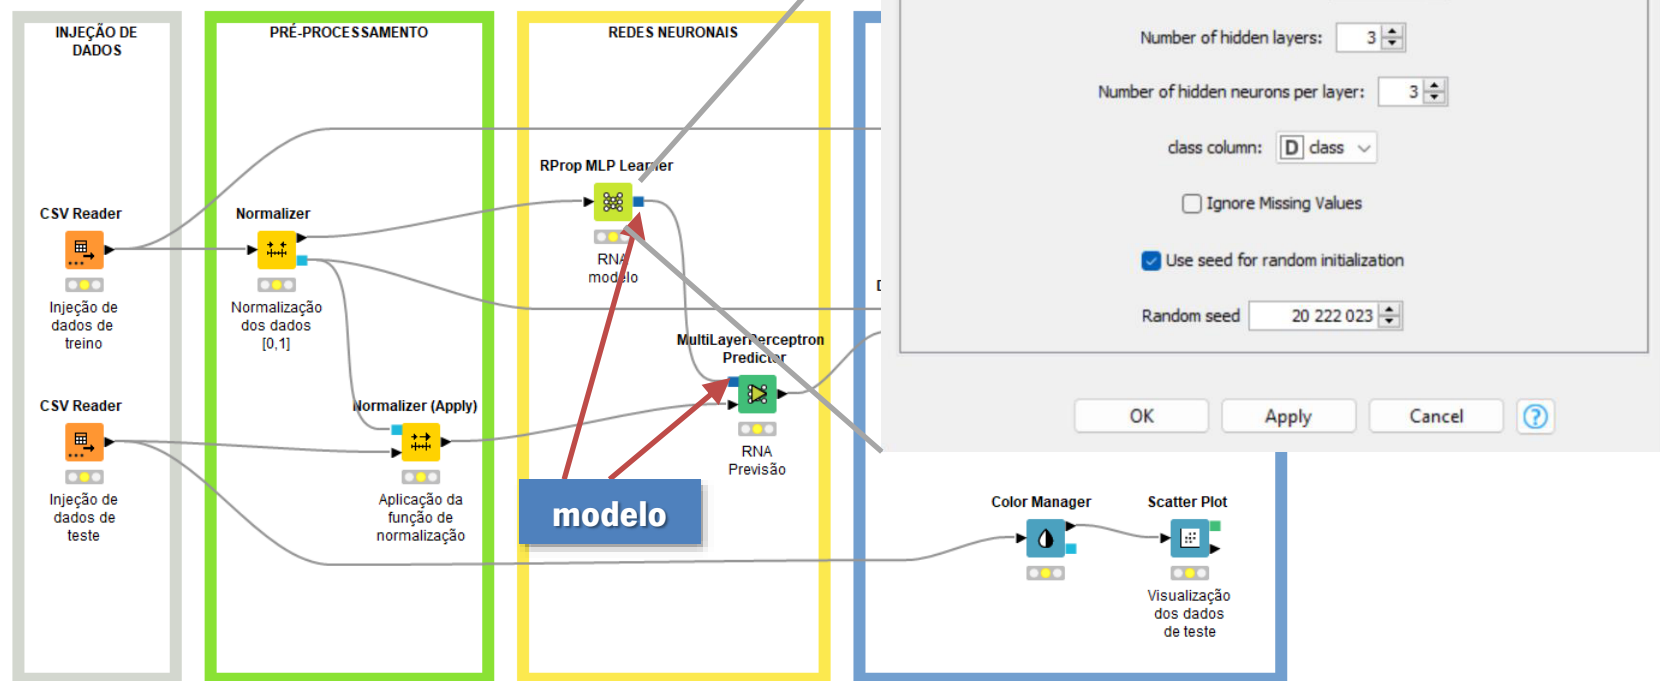 INJEÇÃO DE
DADOS
PRÉ-PROCESSAMENTO
REDES NEURONAIS
Number of hidden layers: 3
Number of hidden neurons per layer: 3
class column: D class
Ignore Missing Values
Use seed for random initialization
Random seed 20 222 023
OK
Apply
Cancel
?
RProp MLP Learner
RNA
modelo
CSV Reader
Injeção de
dados de
treino
Normalizer
Normalização
dos dados
[0,1]
MultiLayerPerceptron
Predictor
RNA
Previsão
CSV Reader
Injeção de
dados de
teste
Normalizer (Apply)
Aplicação da
função de
normalização
modelo
Color Manager
Scatter Plot
Visualização
dos dados
de teste